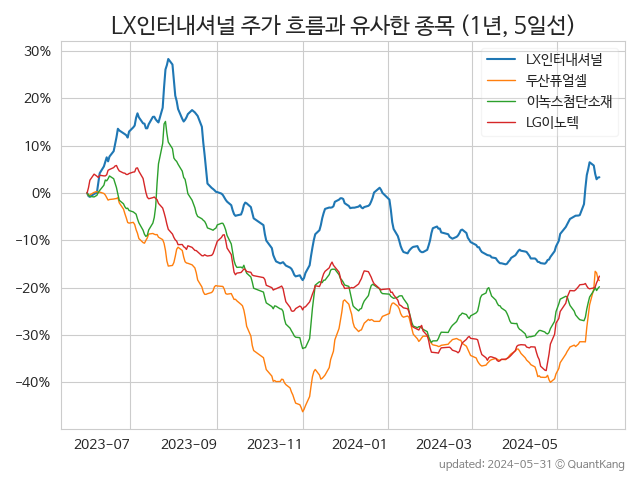 LX인터내셔널 주가 흐름과 유사한 종목 (1년, 5일선)
LX인터내셔널
두산퓨얼셀
이녹스첨단소재
LG이노텍
30%
20%
10%
0%
−10%
−20%
−30%
−40%
2023-07
2023-09
2023-11
2024-01
2024-03
2024-05
updated: 2024-05-31 © QuantKang